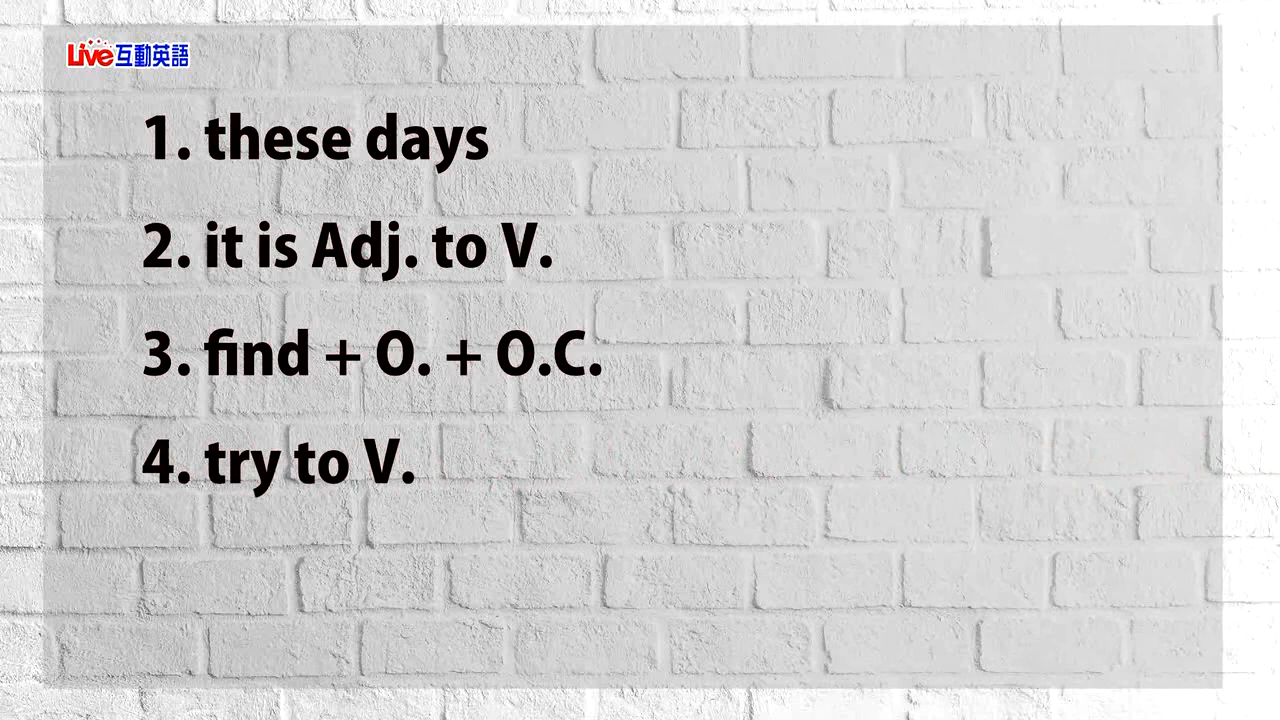 Live互動英語
1. these days
2. it is Adj. to V.
3. find + O. + O.C.
4. try to V.